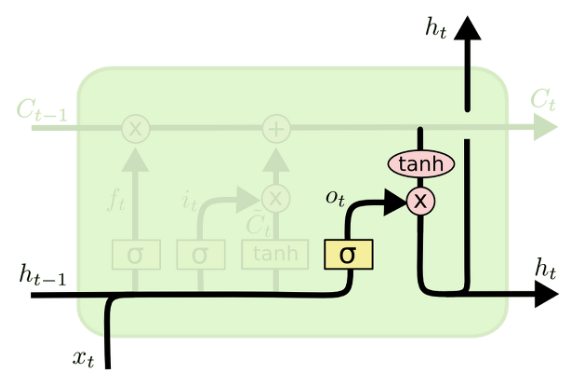 h_t
C_{t-1}
C_t
x
+
tanh
f_t
i_t
o_t
x
x
C̃_t
σ
σ
tanh
σ
h_{t-1}
h_t
x_t